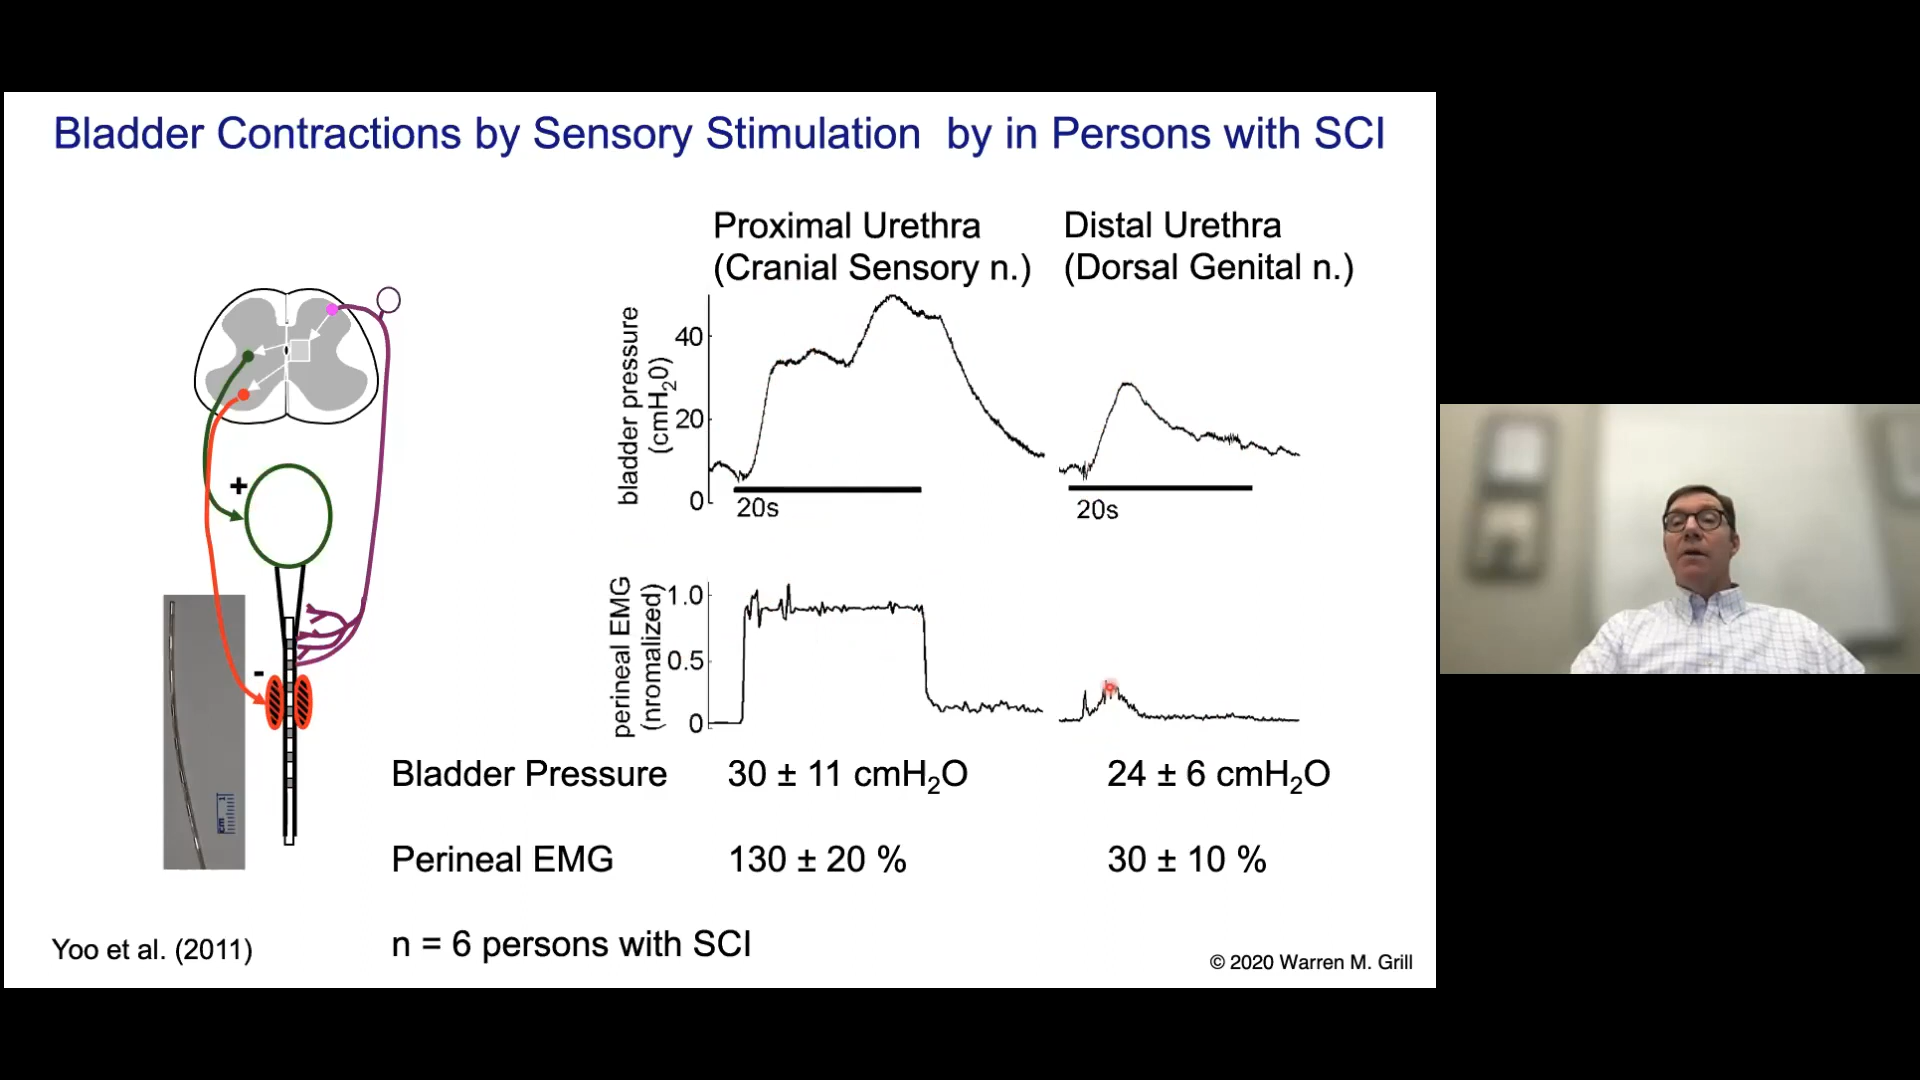 Bladder Contractions by Sensory Stimulation by in Persons with SCI
Proximal Urethra
(Cranial Sensory n.)
Distal Urethra
(Dorsal Genital n.)
bladder pressure
(cmH₂0)
40
20
0
20s
20s
+
-
perineal EMG
(nromalized)
1.0
0.5
0
cm
1
Bladder Pressure
30 ± 11 cmH₂O
24 ± 6 cmH₂O
Perineal EMG
130 ± 20 %
30 ± 10 %
n = 6 persons with SCI
Yoo et al. (2011)
© 2020 Warren M. Grill